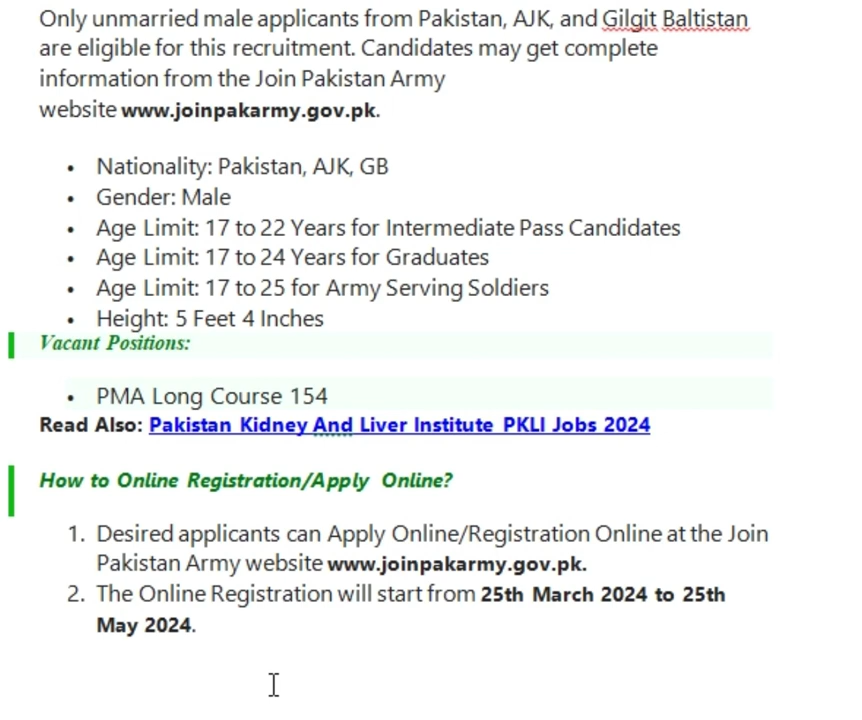 Only unmarried male applicants from Pakistan, AJK, and Gilgit Baltistan
are eligible for this recruitment. Candidates may get complete
information from the Join Pakistan Army
website www.joinpakarmy.gov.pk.
• Nationality: Pakistan, AJK, GB
• Gender: Male
• Age Limit: 17 to 22 Years for Intermediate Pass Candidates
• Age Limit: 17 to 24 Years for Graduates
• Age Limit: 17 to 25 for Army Serving Soldiers
• Height: 5 Feet 4 Inches
Vacant Positions:
• PMA Long Course 154
Read Also: Pakistan Kidney And Liver Institute PKLI Jobs 2024
How to Online Registration/Apply Online?
1. Desired applicants can Apply Online/Registration Online at the Join
Pakistan Army website www.joinpakarmy.gov.pk.
2. The Online Registration will start from 25th March 2024 to 25th
May 2024.